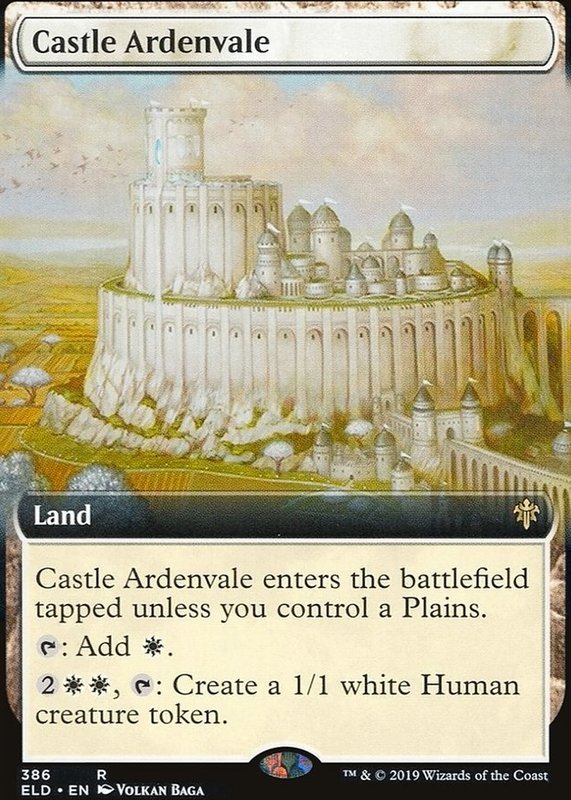 Castle Ardenvale
Land
Castle Ardenvale enters the battlefield
tapped unless you control a Plains.
: Add .
2, : Create a 1/1 white Human
creature token.
386 R
ELD • EN Volkan Baga
™ & © 2019 Wizards of the Coast